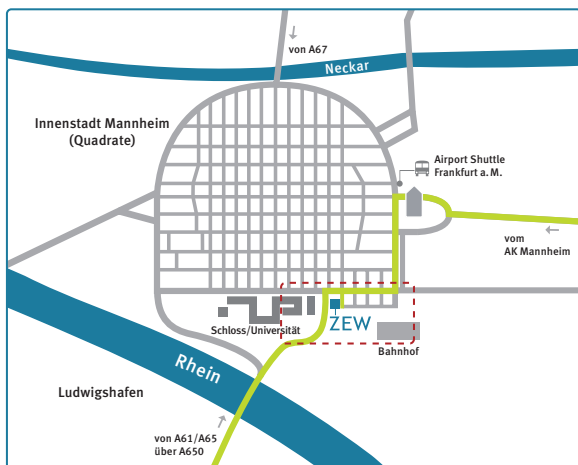 von A67
Neckar
Innenstadt Mannheim
(Quadrate)
Airport Shuttle
Frankfurt a. M.
vom
AK Mannheim
ZEW
Schloss/Universität
Bahnhof
Rhein
Ludwigshafen
von A61/A65
über A650